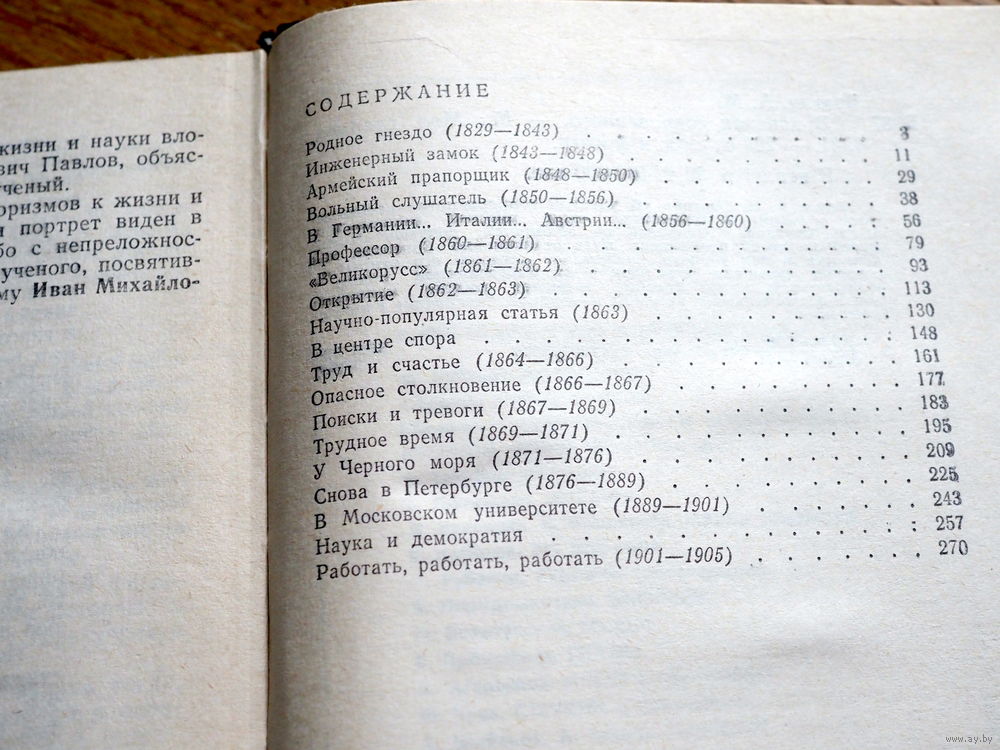 жизни и науки вло-
вич Павлов, объяс-
ученый.
оризмов к жизни и
портрет виден в
бо с непреложнос-
ученого, посвятив-
му Иван Михайло-
СОДЕРЖАНИЕ
Родное гнездо (1829—1843) . . . . . . . . 3
Инженерный замок (1843—1848) . . . . . . . . 11
Армейский прапорщик (1848—1850) . . . . . . . 29
Вольный слушатель (1850—1856) . . . . . . . . 38
В Германии... Италии... Австрии... (1856—1860) . . . . 56
Профессор (1860—1861) . . . . . . . . . 79
«Великорусс» (1861—1862) . . . . . . . . . 93
Открытие (1862—1863) . . . . . . . . . . 113
Научно-популярная статья (1863) . . . . . . . 130
В центре спора . . . . . . . . . . . . 148
Труд и счастье (1864—1866) . . . . . . . . 161
Опасное столкновение (1866—1867) . . . . . . . 177
Поиски и тревоги (1867—1869) . . . . . . . . 183
Трудное время (1869—1871) . . . . . . . . . 195
У Черного моря (1871—1876) . . . . . . . . 209
Снова в Петербурге (1876—1889) . . . . . . . 225
В Московском университете (1889—1901) . . . . . 243
Наука и демократия . . . . . . . . . . . 257
Работать, работать, работать (1901—1905) . . . . . 270
www.ay.by